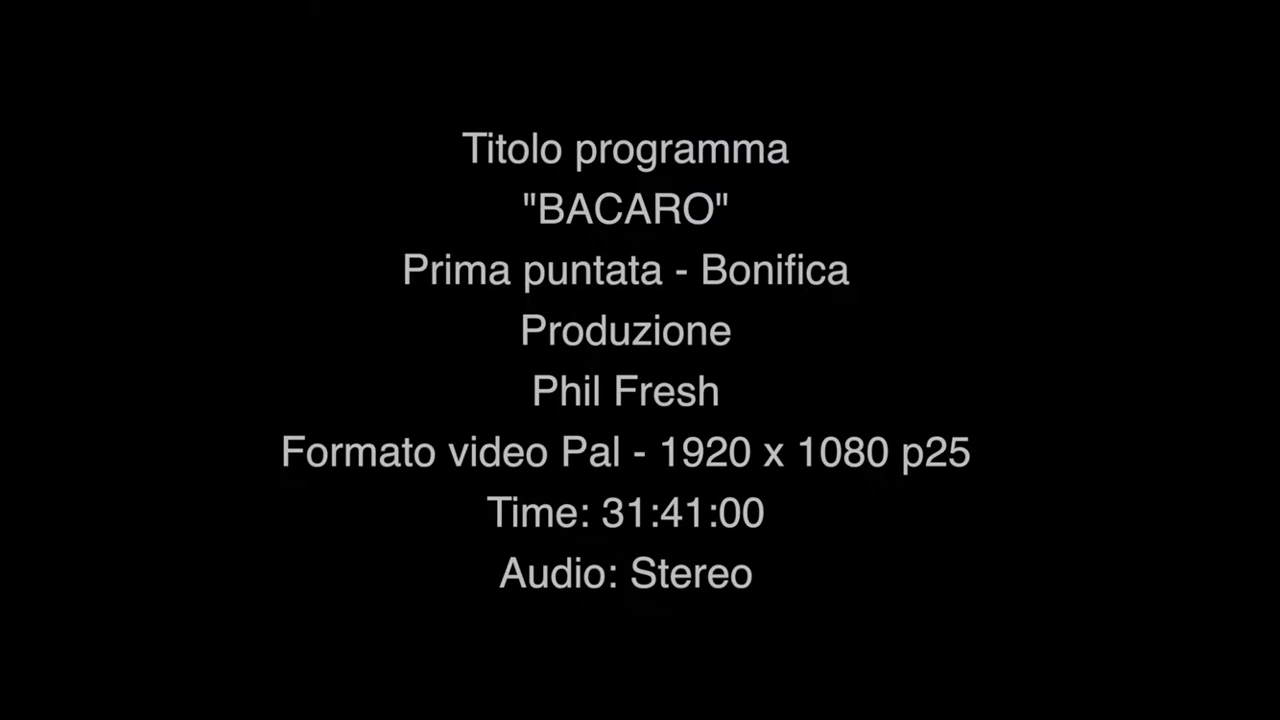 Titolo programma
"BACARO"
Prima puntata - Bonifica
Produzione
Phil Fresh
Formato video Pal - 1920 x 1080 p25
Time: 31:41:00
Audio: Stereo